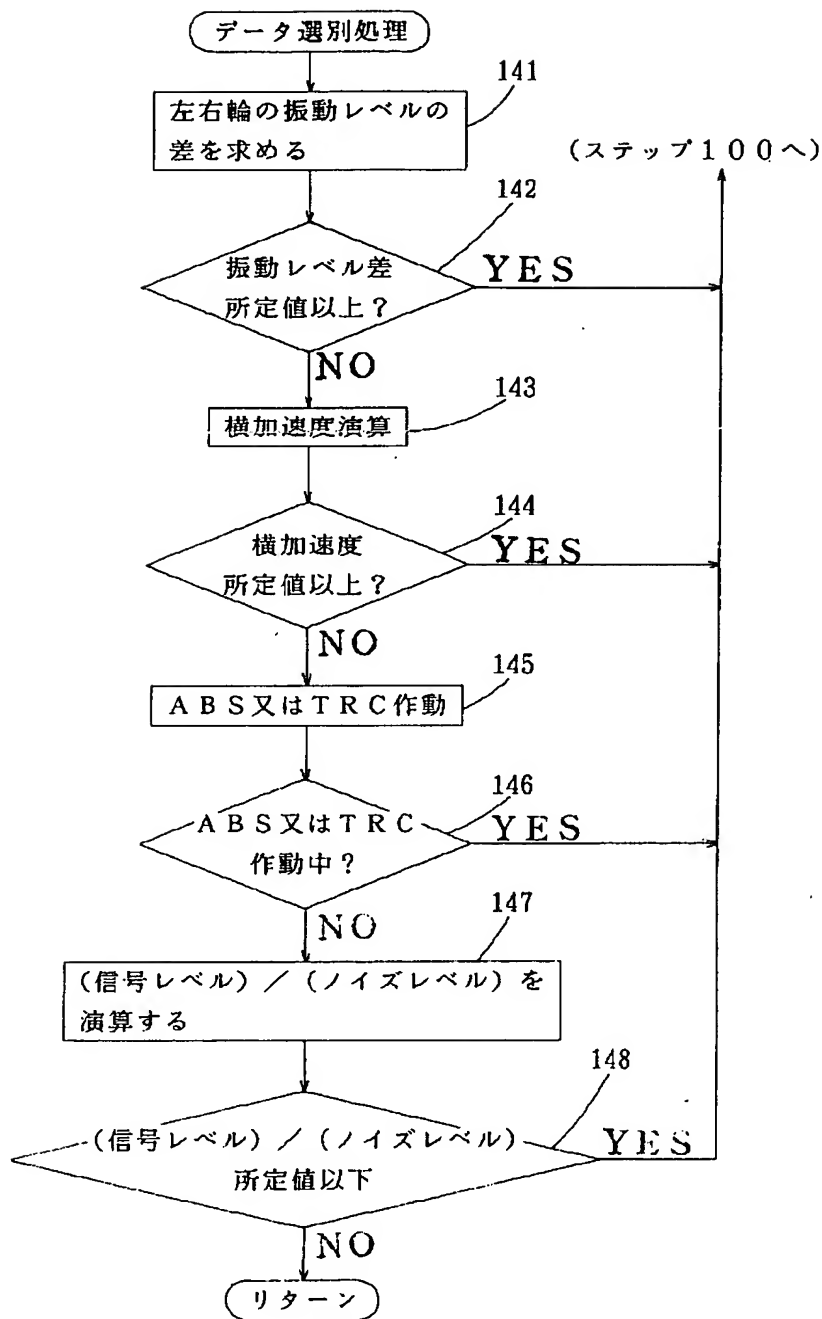 データ選別処理
141
左右輪の振動レベルの
差を求める
(ステップ100へ)
142
振動レベル差
所定値以上?
YES
NO
143
横加速度演算
144
横加速度
所定値以上?
YES
NO
145
ABS又はTRC作動
146
ABS又はTRC
作動中?
YES
NO
147
(信号レベル)/(ノイズレベル)を
演算する
148
(信号レベル)/(ノイズレベル)
所定値以下
YES
NO
リターン